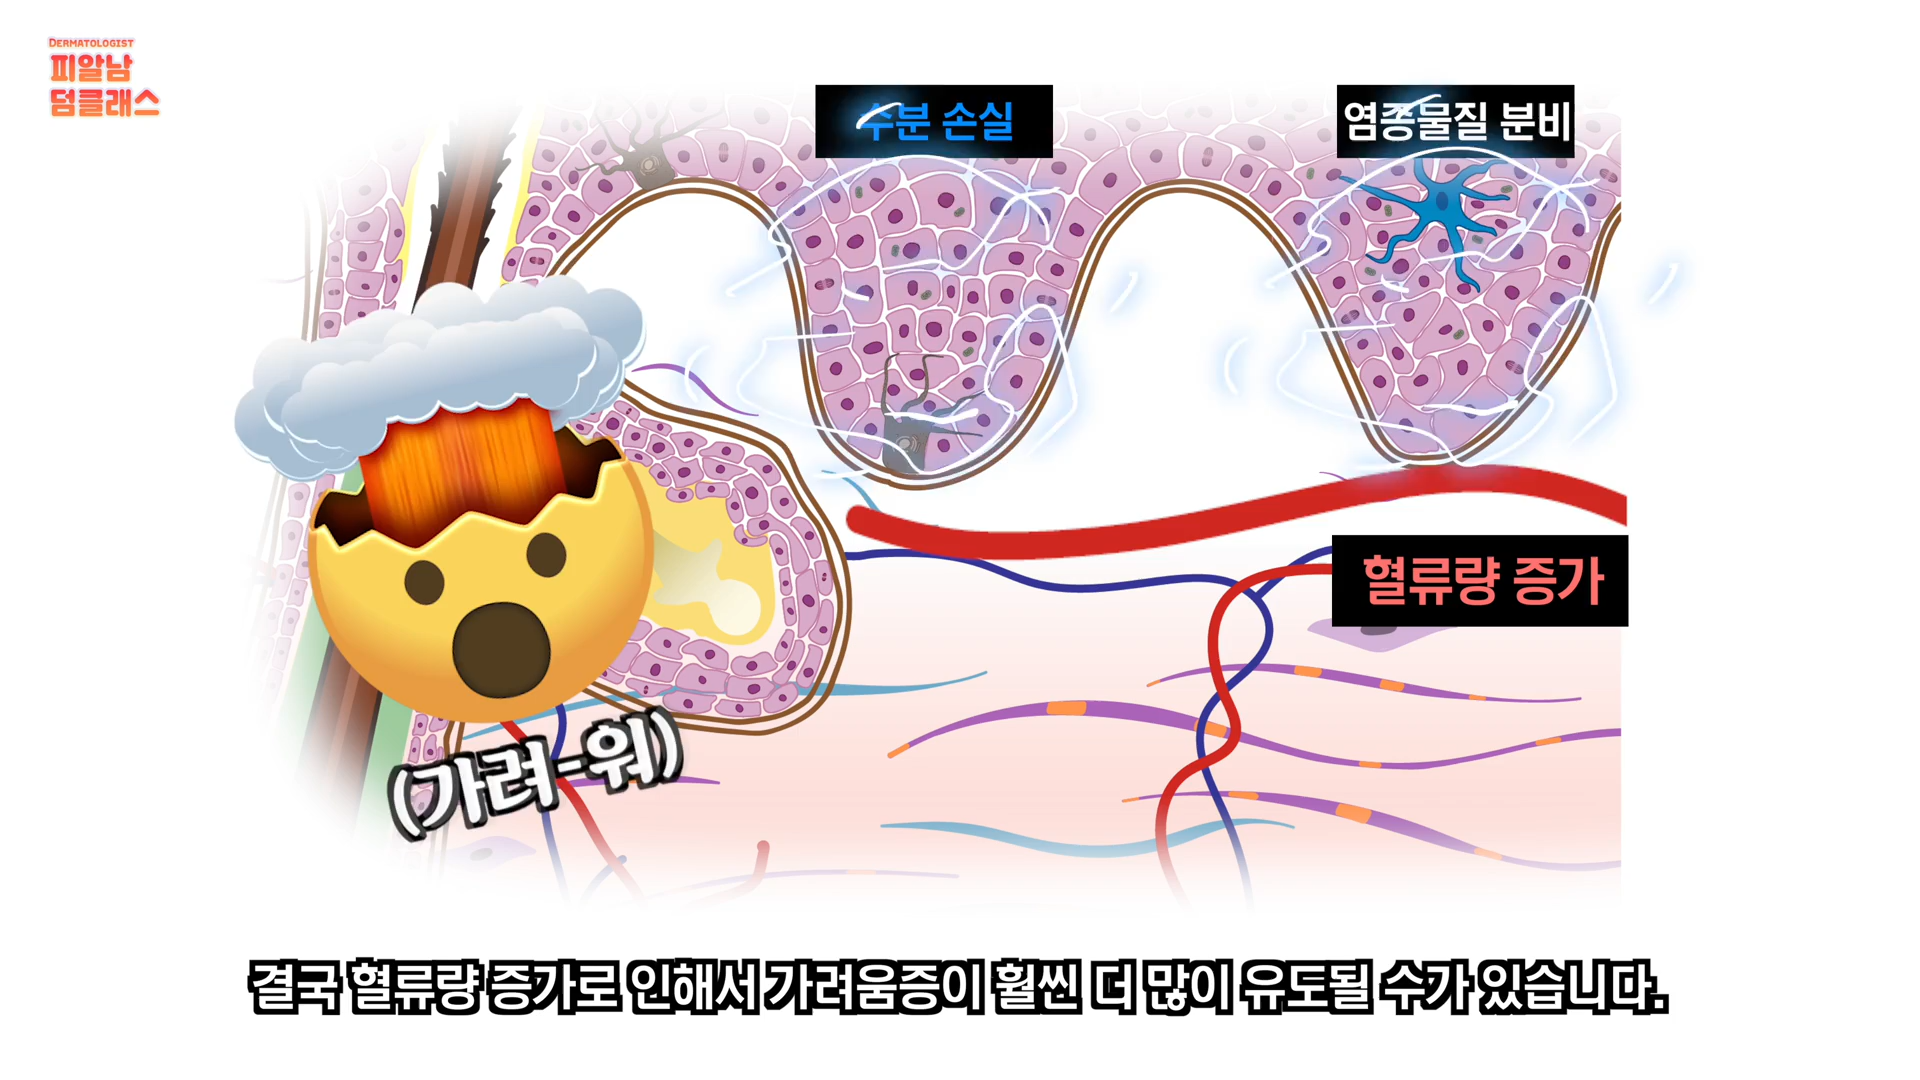 DERMATOLOGIST
피알남
덤클래스
수분 손실
염증물질 분비
혈류량 증가
(가려-워)
결국 혈류량 증가로 인해서 가려움증이 훨씬 더 많이 유도될 수가 있습니다.